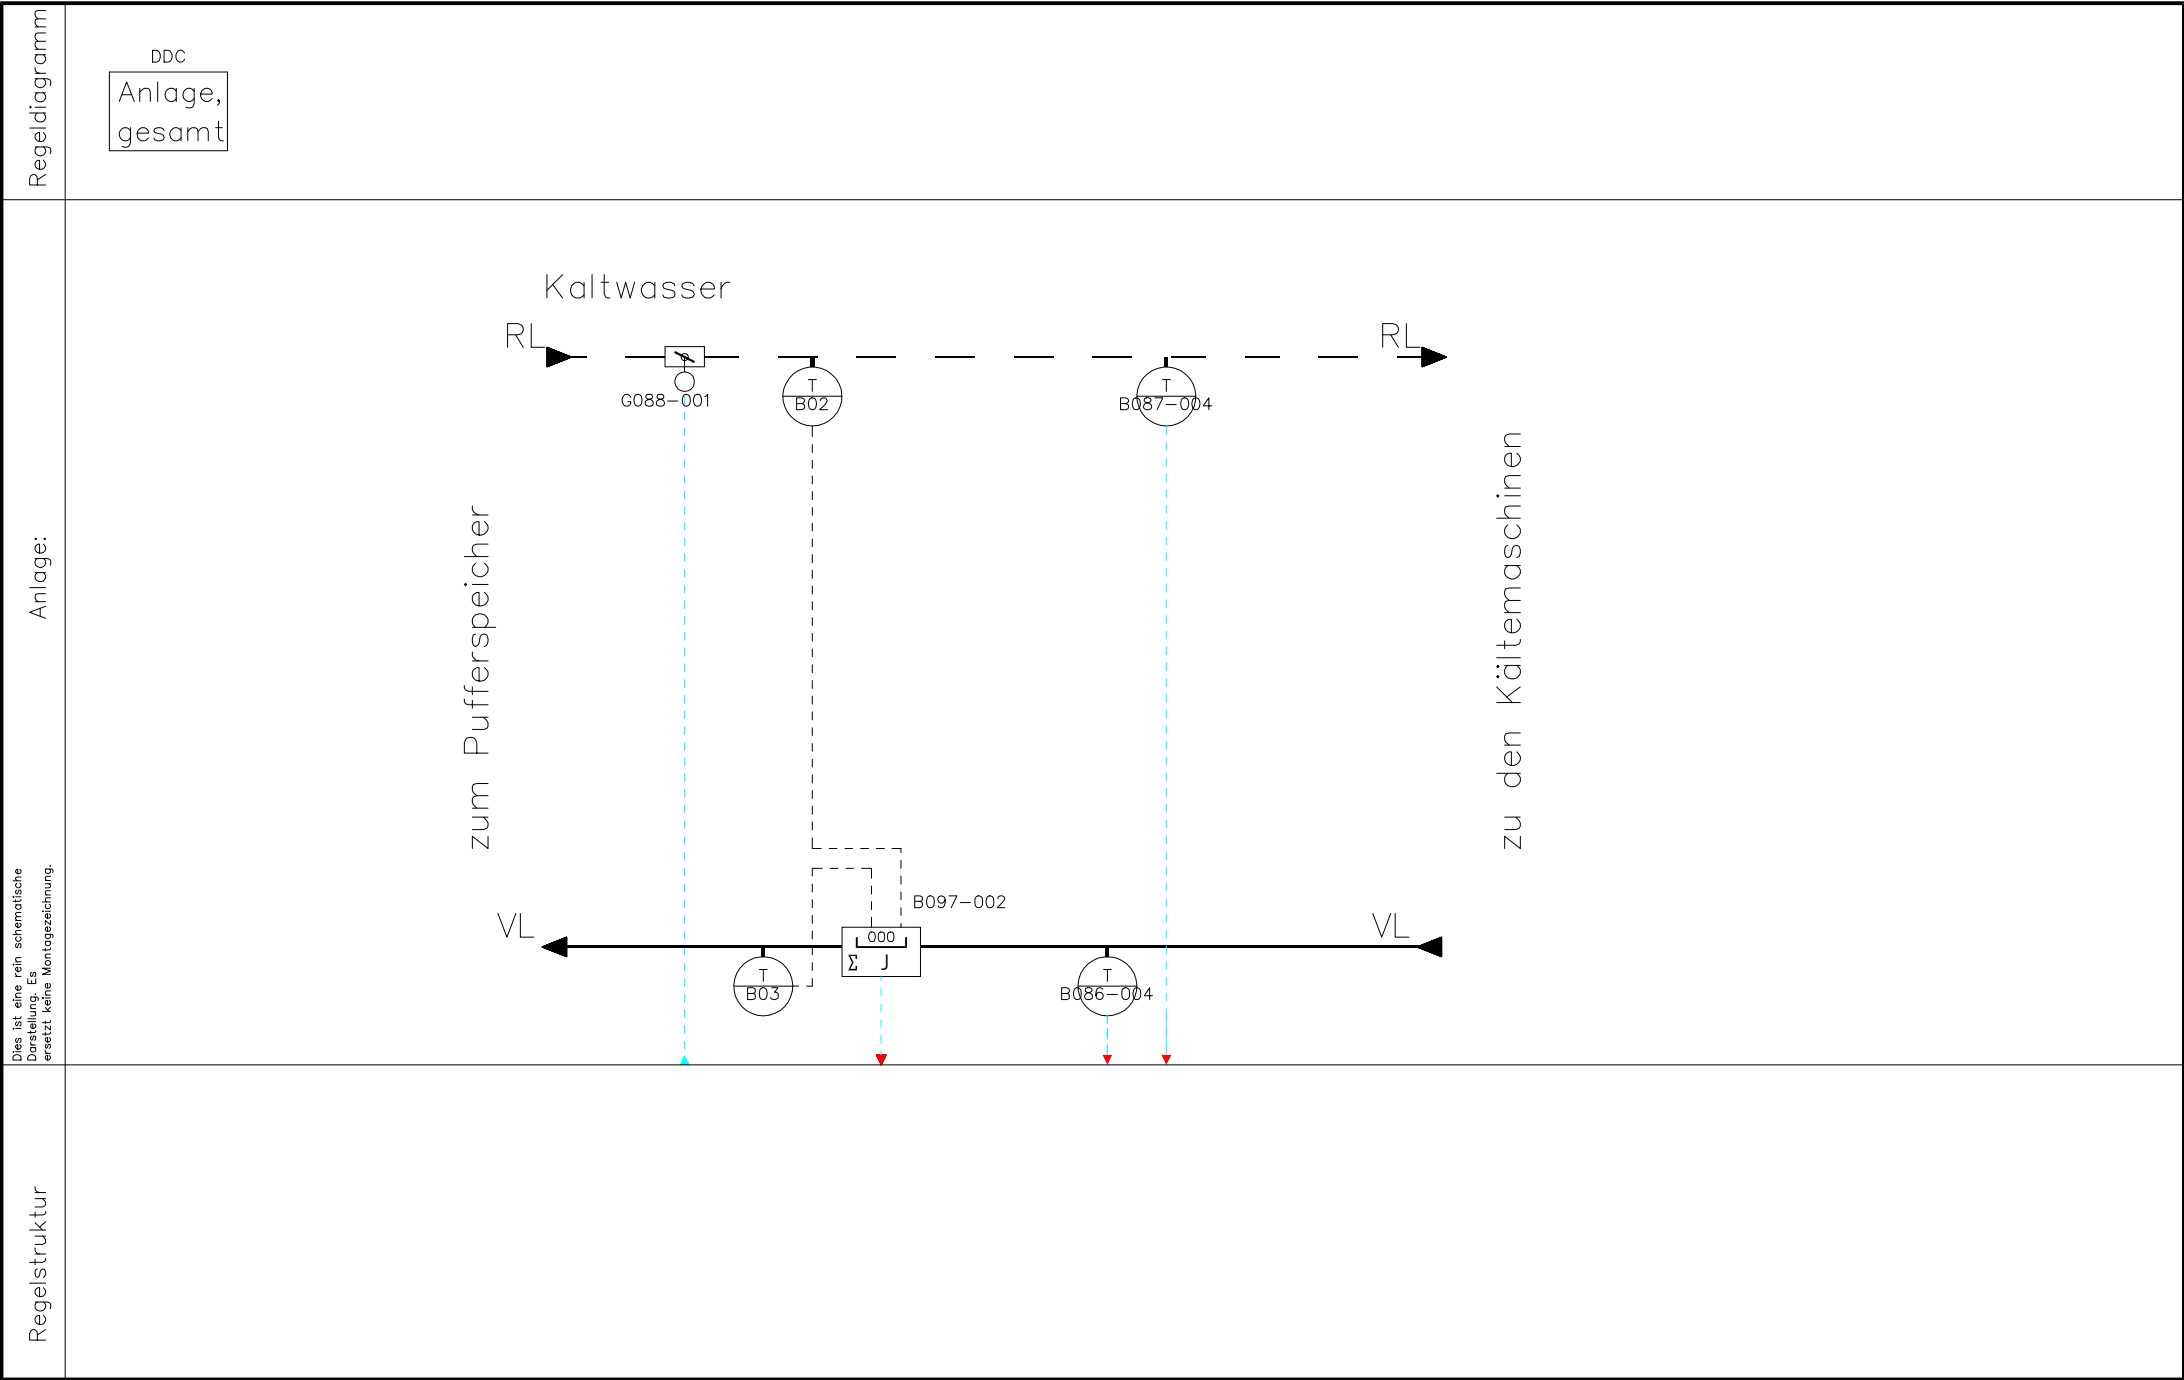 Regeldiagramm
DDC
Anlage,
gesamt
Anlage:
Kaltwasser
RL
RL
G088-001
T
B02
T
B087-004
zum Pufferspeicher
zu den Kältemaschinen
B097-002
VL
VL
000
Σ J
T
B03
T
B086-004
Dies ist eine rein schematische
Darstellung. Es
ersetzt keine Montagezeichnung.
Regelstruktur